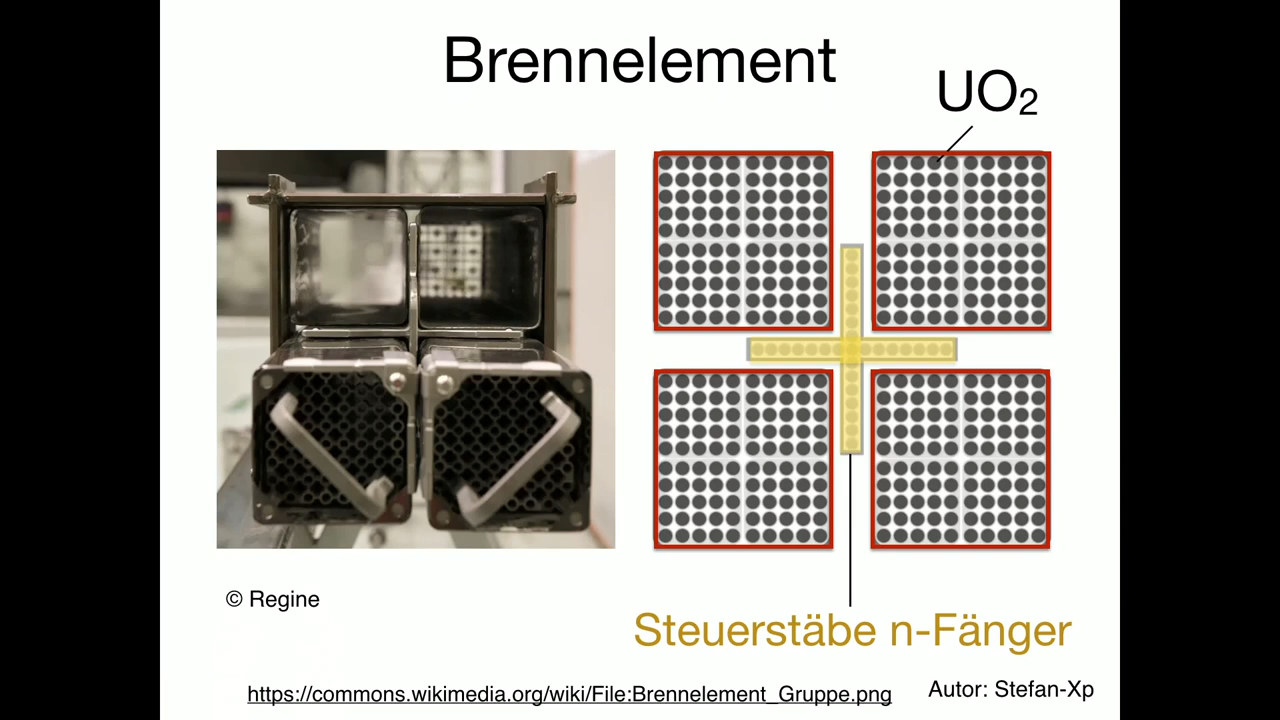 Brennelement
UO₂
© Regine
Steuerstäbe n-Fänger
https://commons.wikimedia.org/wiki/File:Brennelement_Gruppe.png
Autor: Stefan-Xp